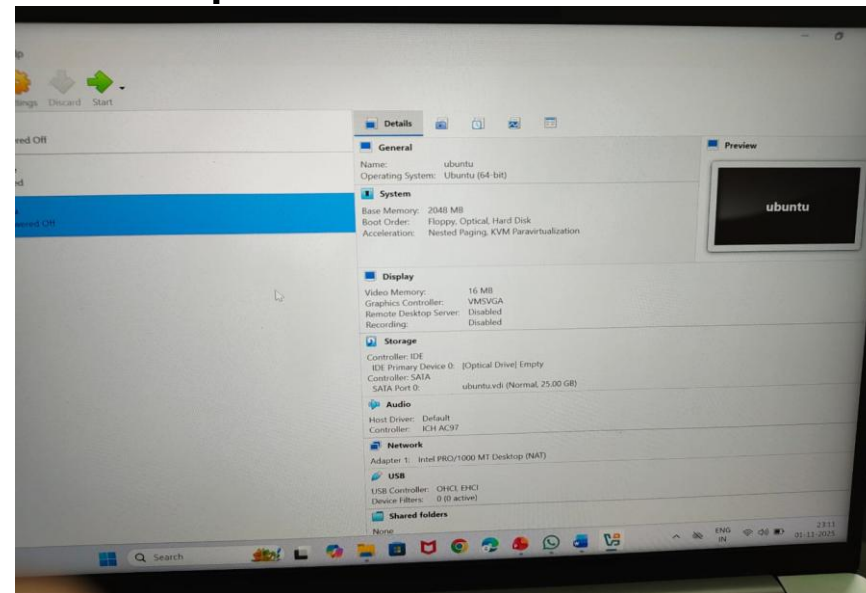 Discard Start
Details
General
Name: ubuntu
Operating System: Ubuntu (64-bit)
Preview
ubuntu
System
Base Memory: 2048 MB
Boot Order: Floppy, Optical, Hard Disk
Acceleration: Nested Paging, KVM Paravirtualization
Display
Video Memory: 16 MB
Graphics Controller: VMSVGA
Remote Desktop Server: Disabled
Recording: Disabled
Storage
Controller: IDE
IDE Primary Device 0: [Optical Drive] Empty
Controller: SATA
SATA Port 0: ubuntu.vdi (Normal, 25.00 GB)
Audio
Host Driver: Default
Controller: ICH AC97
Network
Adapter 1: Intel PRO/1000 MT Desktop (NAT)
USB
USB Controller: OHCI, EHCI
Device Filters: 0 (0 active)
Shared folders
None
Off
Off
Search
ENG
IN
23:11
01-11-2025